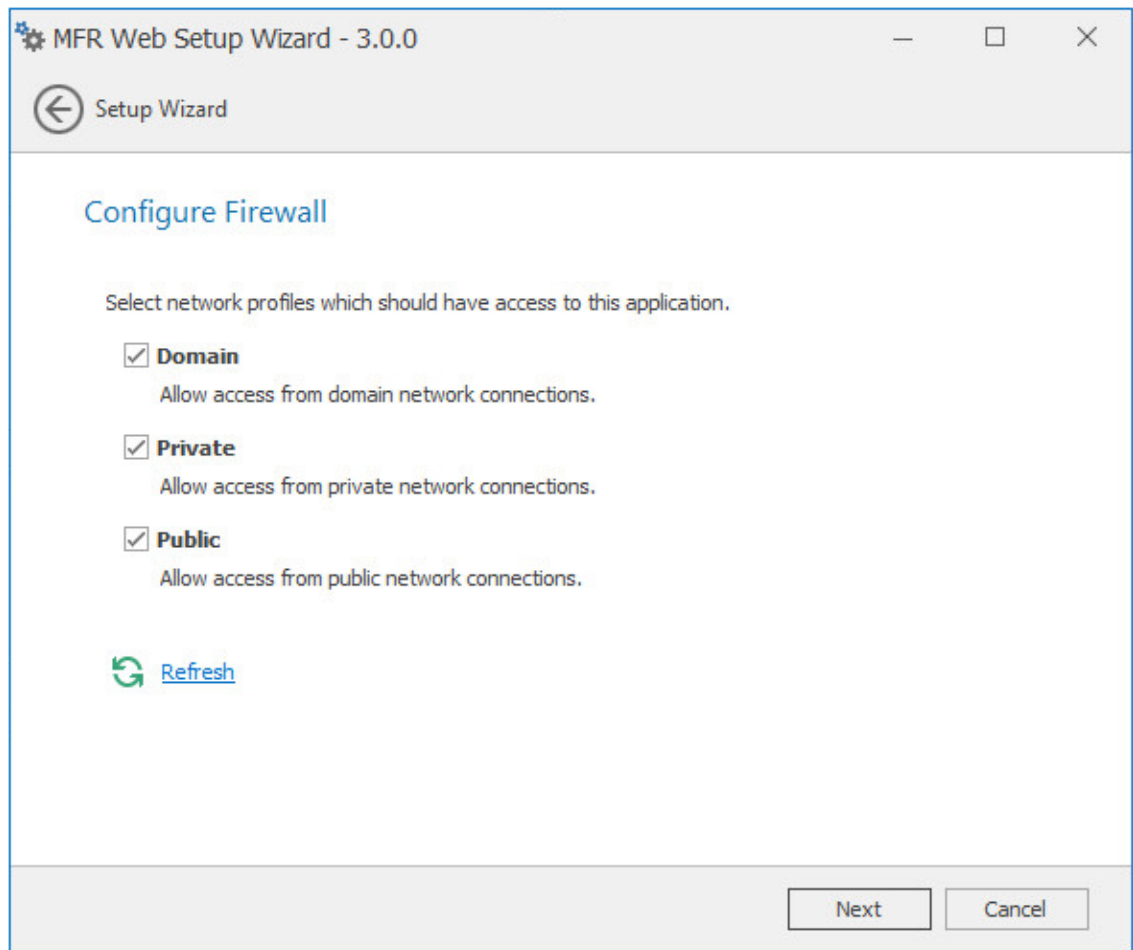 MFR Web Setup Wizard - 3.0.0
Setup Wizard
Configure Firewall
Select network profiles which should have access to this application.
Domain
Allow access from domain network connections.
Private
Allow access from private network connections.
Public
Allow access from public network connections.
Refresh
Next
Cancel